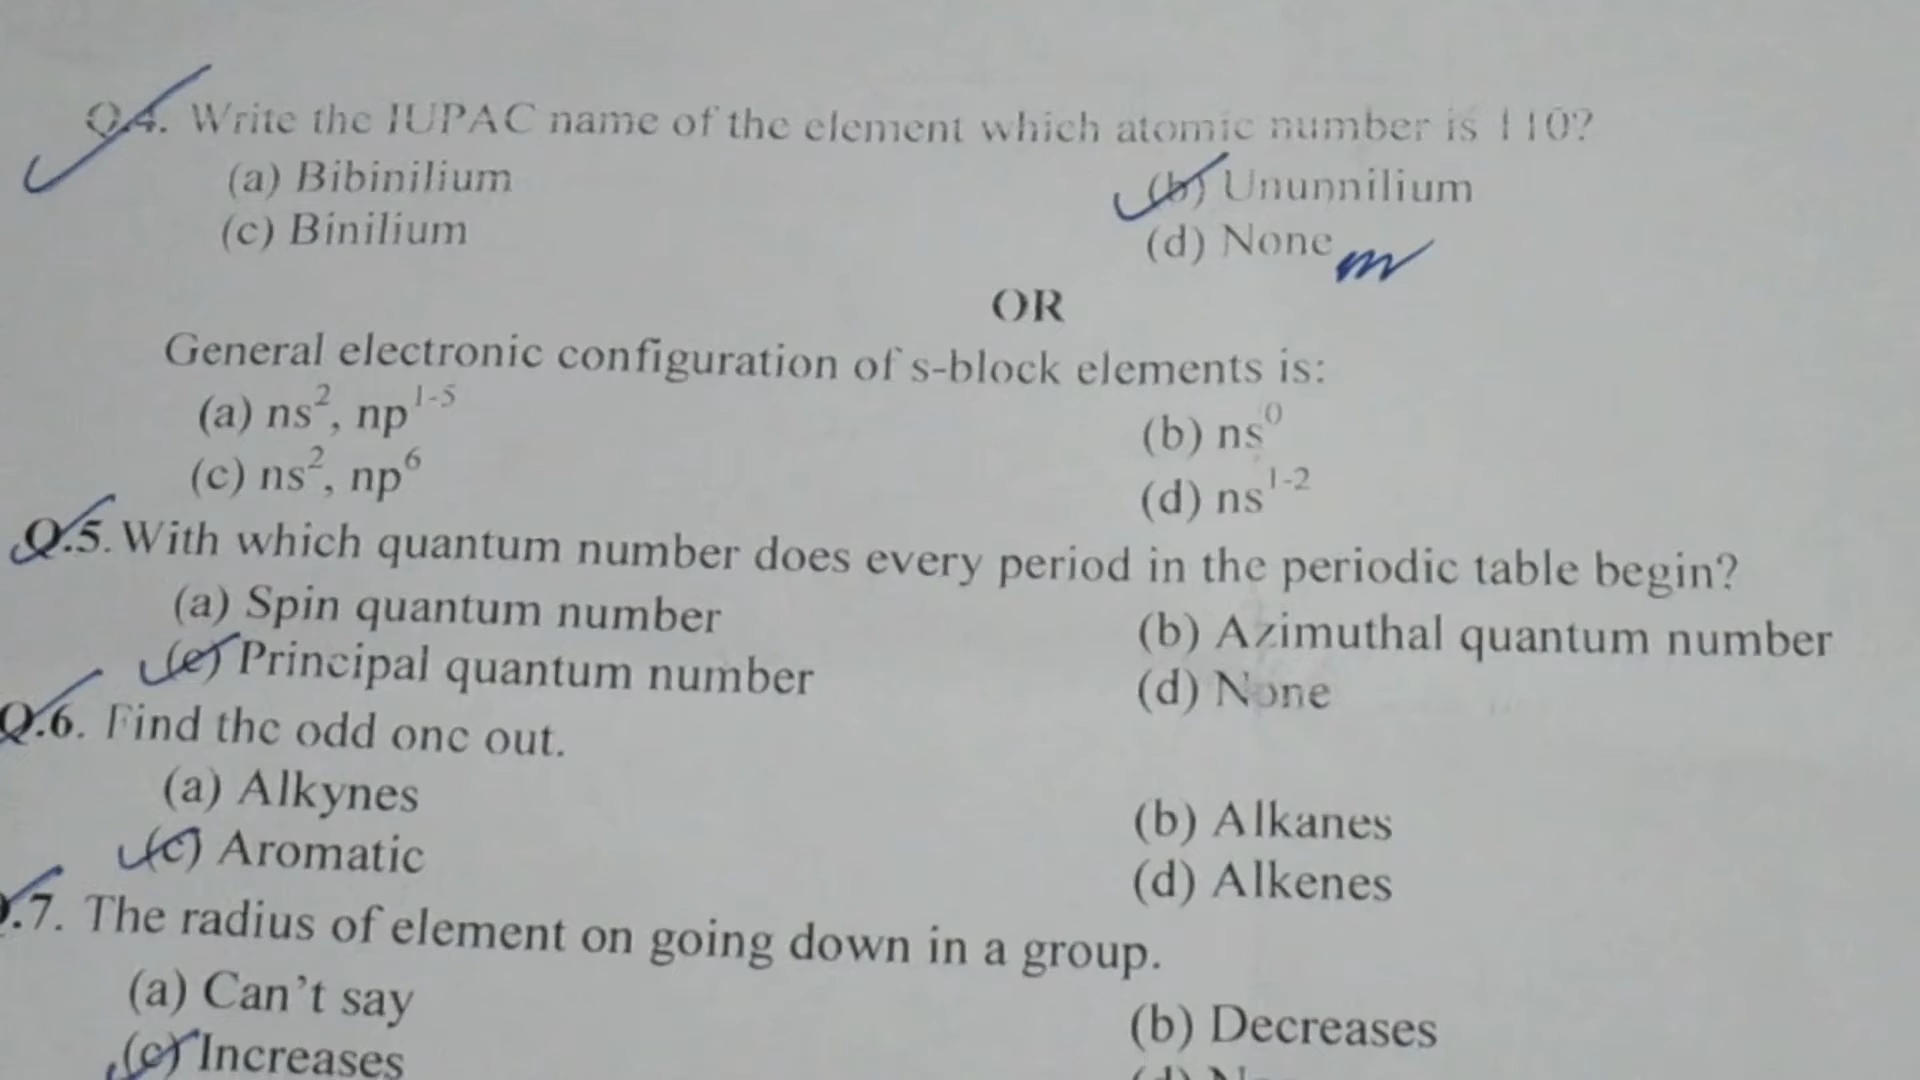 Q.4. Write the IUPAC name of the element which atomic number is 110?
(a) Bibinilium (b) Ununnilium
(c) Binilium (d) None
OR
General electronic configuration of s-block elements is:
(a) ns², np¹⁻⁵ (b) ns⁰
(c) ns², np⁶ (d) ns¹⁻²
Q.5. With which quantum number does every period in the periodic table begin?
(a) Spin quantum number (b) Azimuthal quantum number
(c) Principal quantum number (d) None
Q.6. Find the odd one out.
(a) Alkynes (b) Alkanes
(c) Aromatic (d) Alkenes
.7. The radius of element on going down in a group.
(a) Can't say (b) Decreases
(c) Increases